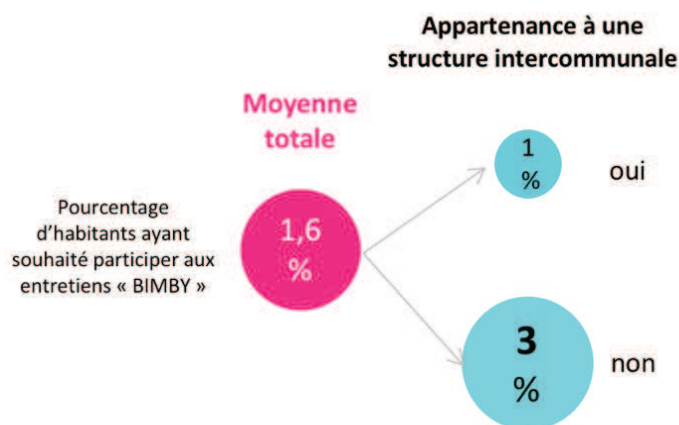 Appartenance à une
structure intercommunale
Moyenne
totale
1
%
oui
Pourcentage
d'habitants ayant
souhaité participer aux
entretiens « BIMBY »
1,6
%
3
%
non